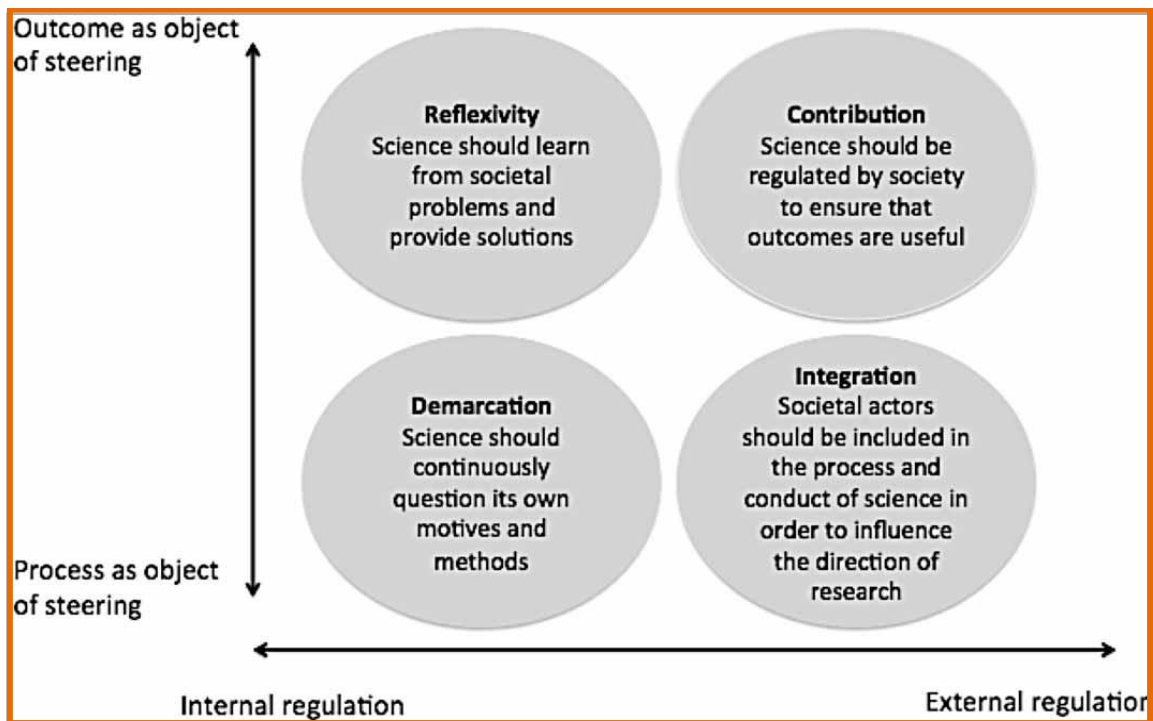 Outcome as object
of steering
Reflexivity
Science should learn
from societal
problems and
provide solutions
Contribution
Science should be
regulated by society
to ensure that
outcomes are useful
Demarcation
Science should
continuously
question its own
motives and
methods
Integration
Societal actors
should be included in
the process and
conduct of science in
order to influence
the direction of
research
Process as object
of steering
Internal regulation
External regulation